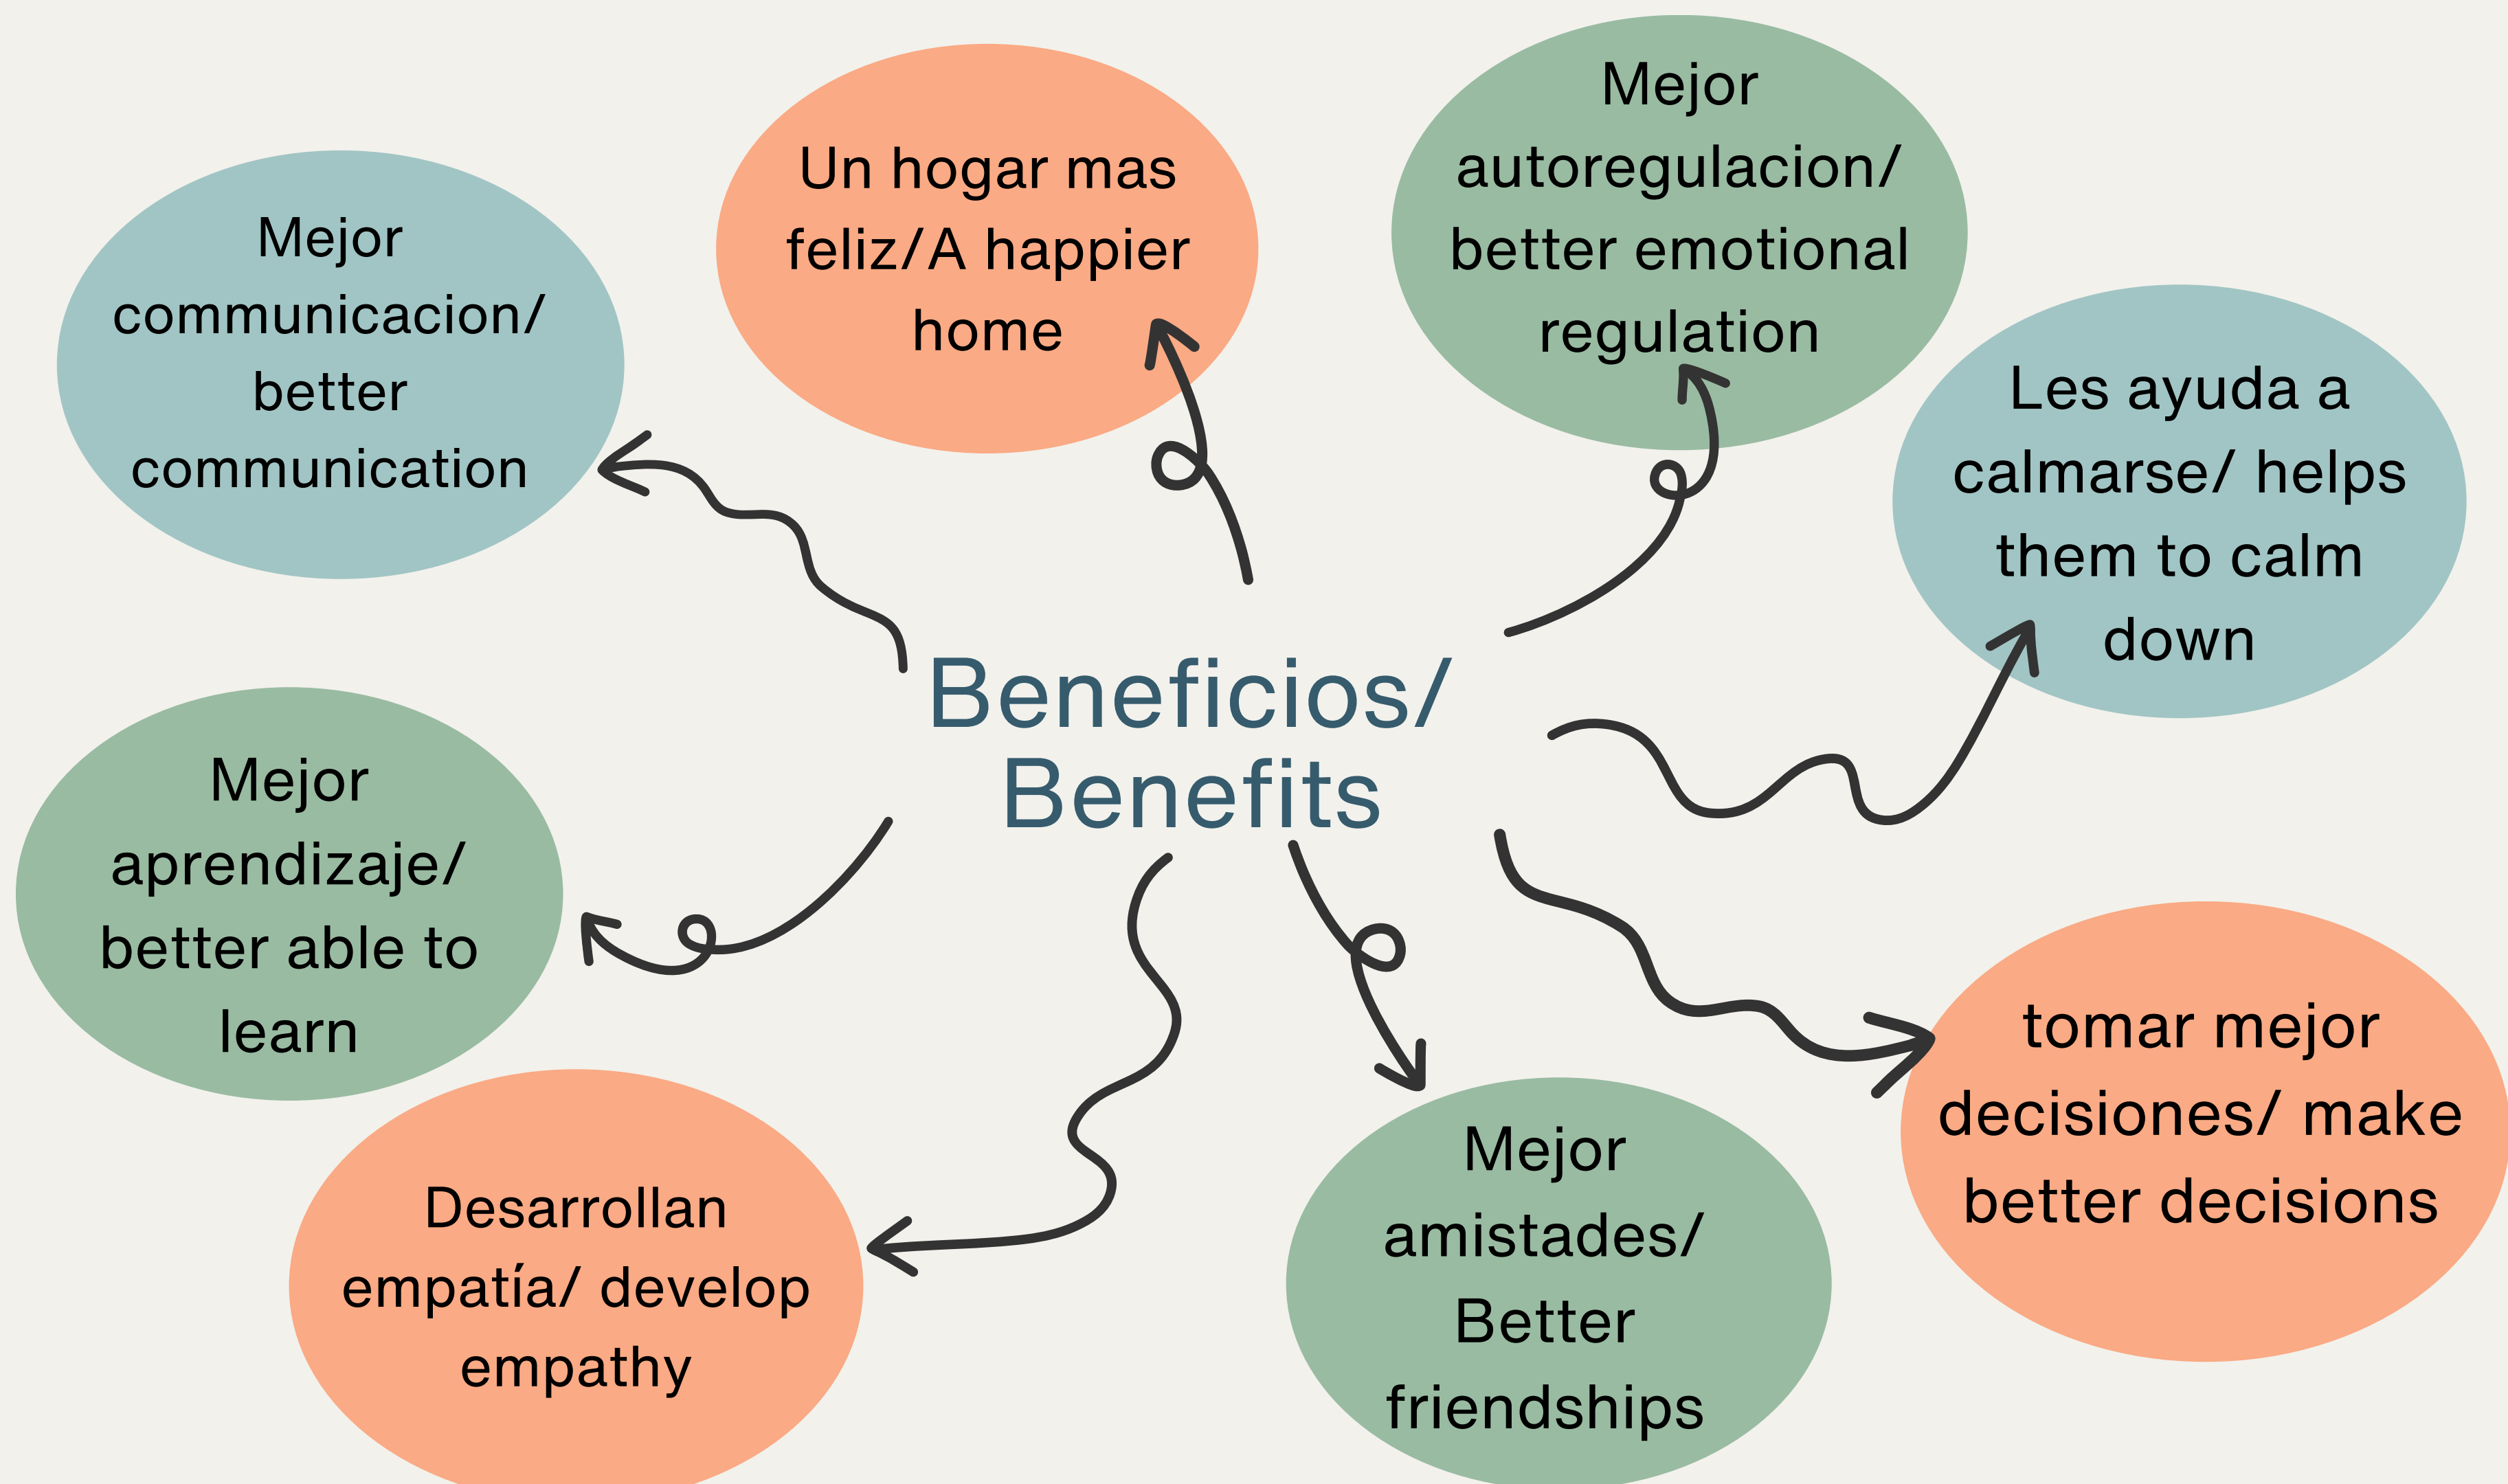 Mejor
communicacion/
better
communication
Un hogar mas
feliz/A happier
home
Mejor
autoregulacion/
better emotional
regulation
Les ayuda a
calmarse/ helps
them to calm
down
Beneficios/
Benefits
Mejor
aprendizaje/
better able to
learn
Desarrollan
empatía/ develop
empathy
Mejor
amistades/
Better
friendships
tomar mejor
decisiones/ make
better decisions